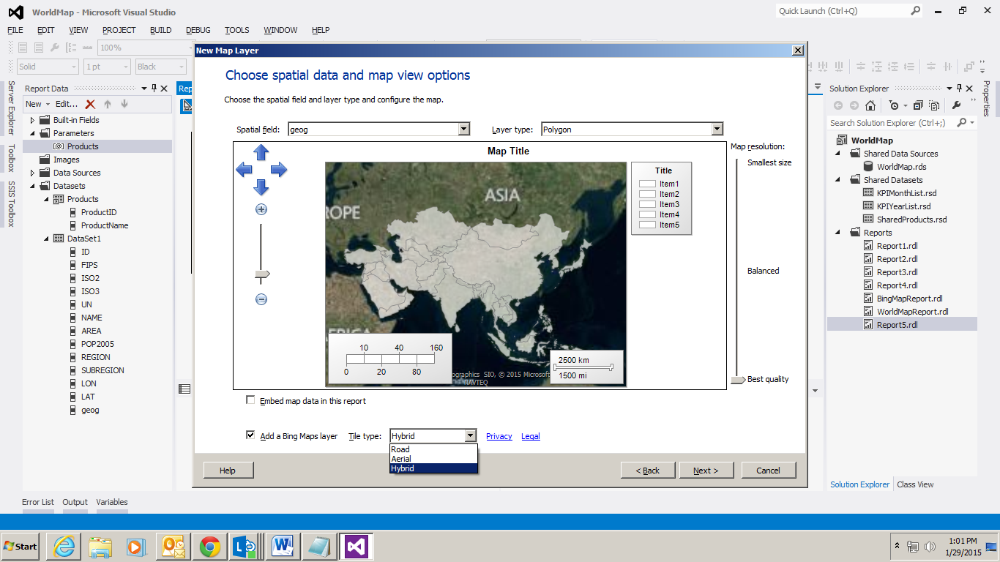 WorldMap - Microsoft Visual Studio
Quick Launch (Ctrl+Q)
FILE EDIT VIEW PROJECT BUILD DEBUG TOOLS WINDOW HELP
100%
Solid 1 pt Black
Server Explorer
Toolbox
SSIS Toolbox
Report Data
New Edit...
Built-in Fields
Parameters
Products
Images
Data Sources
Datasets
Products
ProductID
ProductName
DataSet1
ID
FIPS
ISO2
ISO3
UN
NAME
AREA
POP2005
REGION
SUBREGION
LON
LAT
geog
Rep
New Map Layer
Choose spatial data and map view options
Choose the spatial field and layer type and configure the map.
Spatial field: geog Layer type: Polygon
Map Title
ASIA
ROPE
Title
Item1
Item2
Item3
Item4
Item5
10 40 160
0 20 80
2500 km
1500 mi
ographics SIO, © 2015 Microsoft
NAVTEQ
Map resolution:
Smallest size
Balanced
Best quality
Embed map data in this report
Add a Bing Maps layer Tile type: Hybrid Privacy Legal
Road
Aerial
Hybrid
Help < Back Next > Cancel
Solution Explorer
Search Solution Explorer (Ctrl+;)
WorldMap
Shared Data Sources
WorldMap.rds
Shared Datasets
KPIMonthList.rsd
KPIYearList.rsd
SharedProducts.rsd
Reports
Report1.rdl
Report2.rdl
Report3.rdl
Report4.rdl
BingMapReport.rdl
WorldMapReport.rdl
Report5.rdl
Solution Explorer Class View
Properties
Error List Output Variables
Start
1:01 PM
1/29/2015